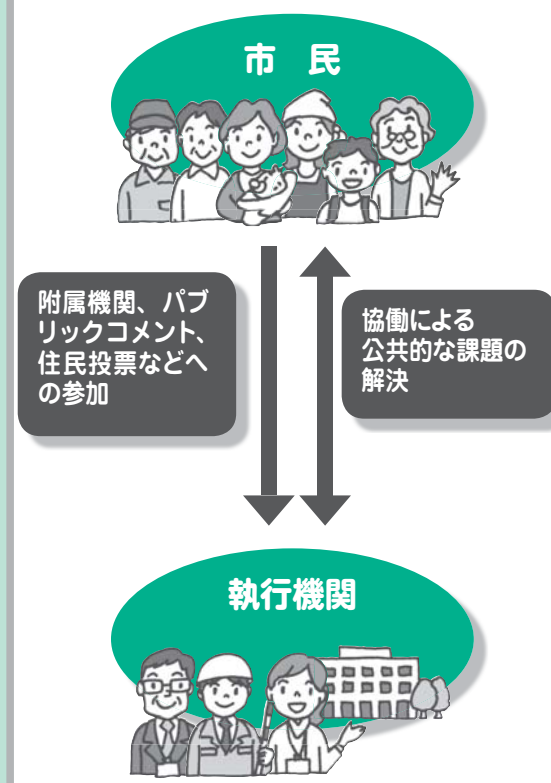 市 民
附属機関、パブ
リックコメント、
住民投票などへ
の参加
協働による
公共的な課題の
解決
執行機関